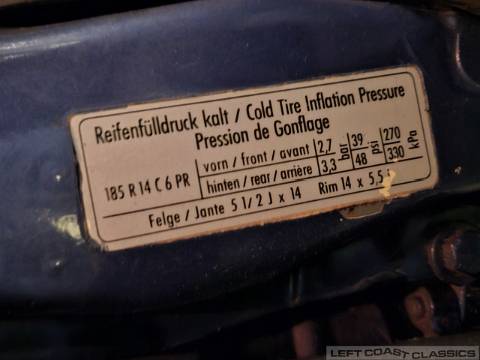 Reifenfülldruck kalt / Cold Tire Inflation Pressure
Pression de Gonflage
185 R 14 C 6 PR
vorn / front / avant 2,7 bar 39 psi 270 kPa
hinten / rear / arrière 3,3 48 330
Felge / Jante 5 1/2 J x 14 Rim 14 x 5,5 J
LEFT COAST CLASSICS